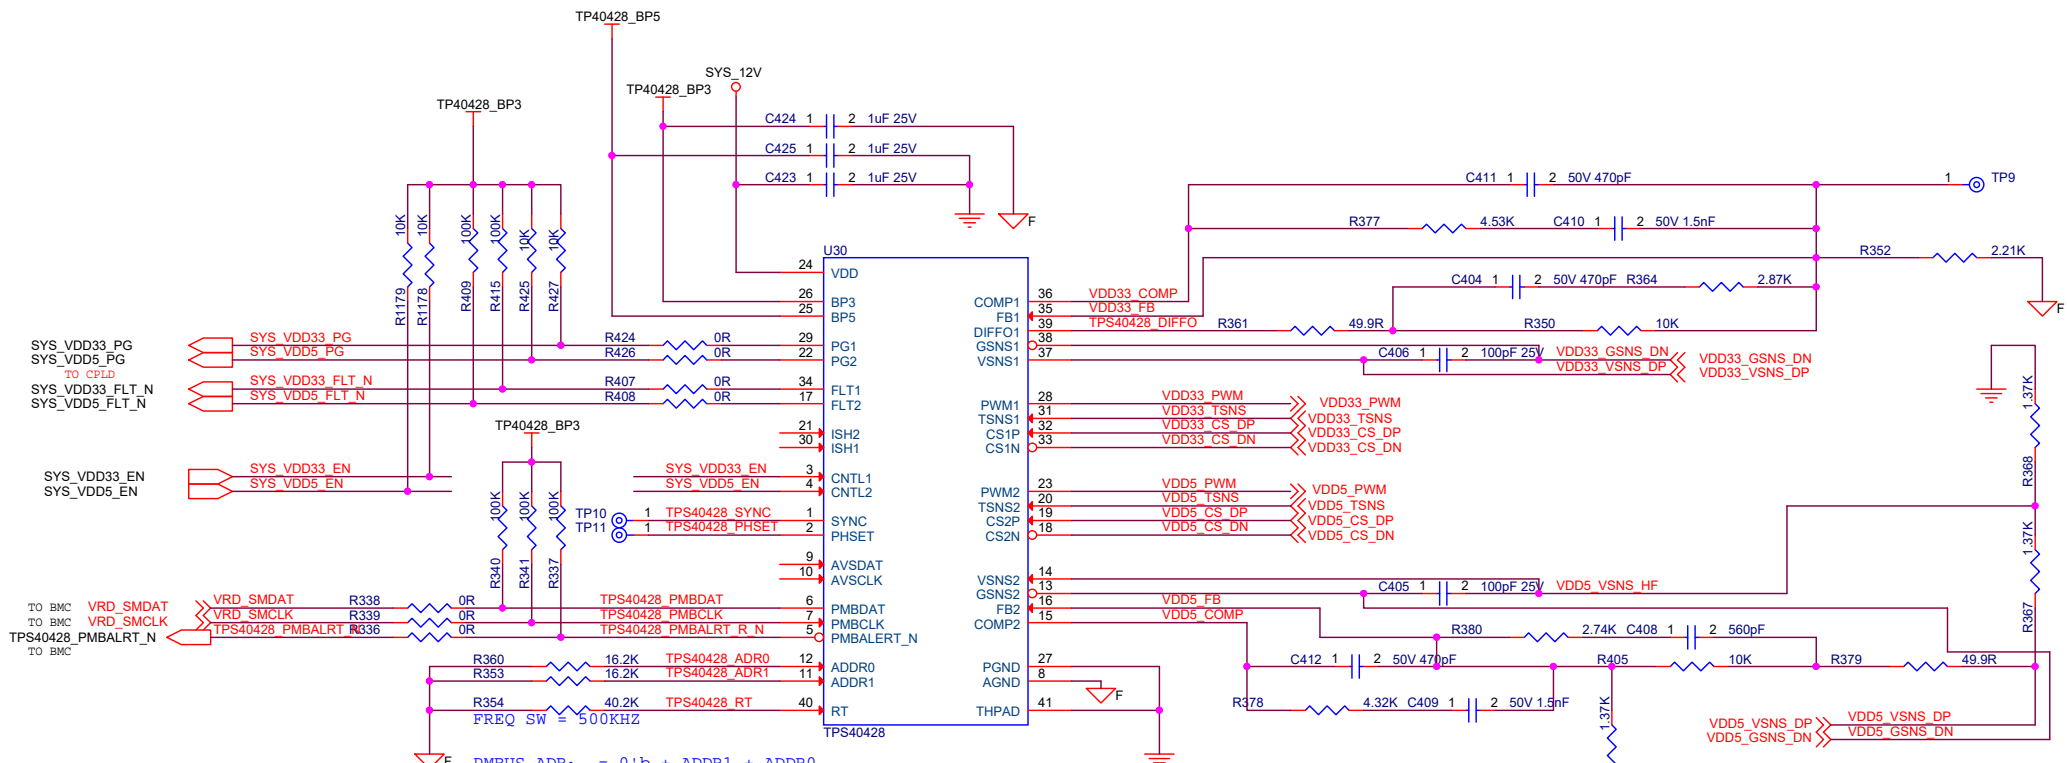 TP40428_BP5
SYS_12V
TP40428_BP3
TP40428_BP3
C424 1 2 1uF 25V
C425 1 2 1uF 25V
C423 1 2 1uF 25V
F
C411 1 2 50V 470pF 1 TP9
R377 4.53K C410 1 2 50V 1.5nF
R352 2.21K
F
C404 1 2 50V 470pF R364 2.87K
10K 10K 100K 100K 10K 10K
R1179 R1178 R409 R415 R425 R427
U30
24 VDD
26 BP3
25 BP5
COMP1 36 VDD33_COMP
FB1 35 VDD33_FB
DIFFO1 39 TPS40428_DIFFO R361 49.9R R350 10K
GSNS1 38
VSNS1 37 C406 1 2 100pF 25V VDD33_GSNS_DN VDD33_GSNS_DN
VDD33_VSNS_DP VDD33_VSNS_DP
SYS_VDD33_PG SYS_VDD33_PG R424 0R 29 PG1
SYS_VDD5_PG SYS_VDD5_PG R426 0R 22 PG2
TO CPLD
SYS_VDD33_FLT_N SYS_VDD33_FLT_N R407 0R 34 FLT1
SYS_VDD5_FLT_N SYS_VDD5_FLT_N R408 0R 17 FLT2
PWM1 28 VDD33_PWM VDD33_PWM
TSNS1 31 VDD33_TSNS VDD33_TSNS
CS1P 32 VDD33_CS_DP VDD33_CS_DP
CS1N 33 VDD33_CS_DN VDD33_CS_DN
1.37K
R368
TP40428_BP3
21 ISH2
30 ISH1
SYS_VDD33_EN SYS_VDD33_EN SYS_VDD33_EN 3 CNTL1
SYS_VDD5_EN SYS_VDD5_EN SYS_VDD5_EN 4 CNTL2
PWM2 23 VDD5_PWM VDD5_PWM
TSNS2 20 VDD5_TSNS VDD5_TSNS
CS2P 19 VDD5_CS_DP VDD5_CS_DP
CS2N 18 VDD5_CS_DN VDD5_CS_DN
100K 100K 100K
R340 R341 R337
TP10 1 TPS40428_SYNC 1 SYNC
TP11 1 TPS40428_PHSET 2 PHSET
9 AVSDAT
10 AVSCLK
1.37K
R367
VSNS2 14
GSNS2 13 C405 1 2 100pF 25V VDD5_VSNS_HF
FB2 16 VDD5_FB
COMP2 15 VDD5_COMP
TO BMC VRD_SMDAT VRD_SMDAT R338 0R TPS40428_PMBDAT 6 PMBDAT
TO BMC VRD_SMCLK VRD_SMCLK R339 0R TPS40428_PMBCLK 7 PMBCLK
TPS40428_PMBALRT_N R336 0R TPS40428_PMBALRT_R_N 5 PMBALERT_N
TO BMC
R380 2.74K C408 1 2 560pF
C412 1 2 50V 470pF R405 10K R379 49.9R
R360 16.2K TPS40428_ADR0 12 ADDR0
R353 16.2K TPS40428_ADR1 11 ADDR1
PGND 27
AGND 8
F
R354 40.2K TPS40428_RT 40 RT
FREQ SW = 500KHZ
THPAD 41
R378 4.32K C409 1 2 50V 1.5nF
1.37K
VDD5_VSNS_DP VDD5_VSNS_DP
VDD5_GSNS_DN VDD5_GSNS_DN
TPS40428
F